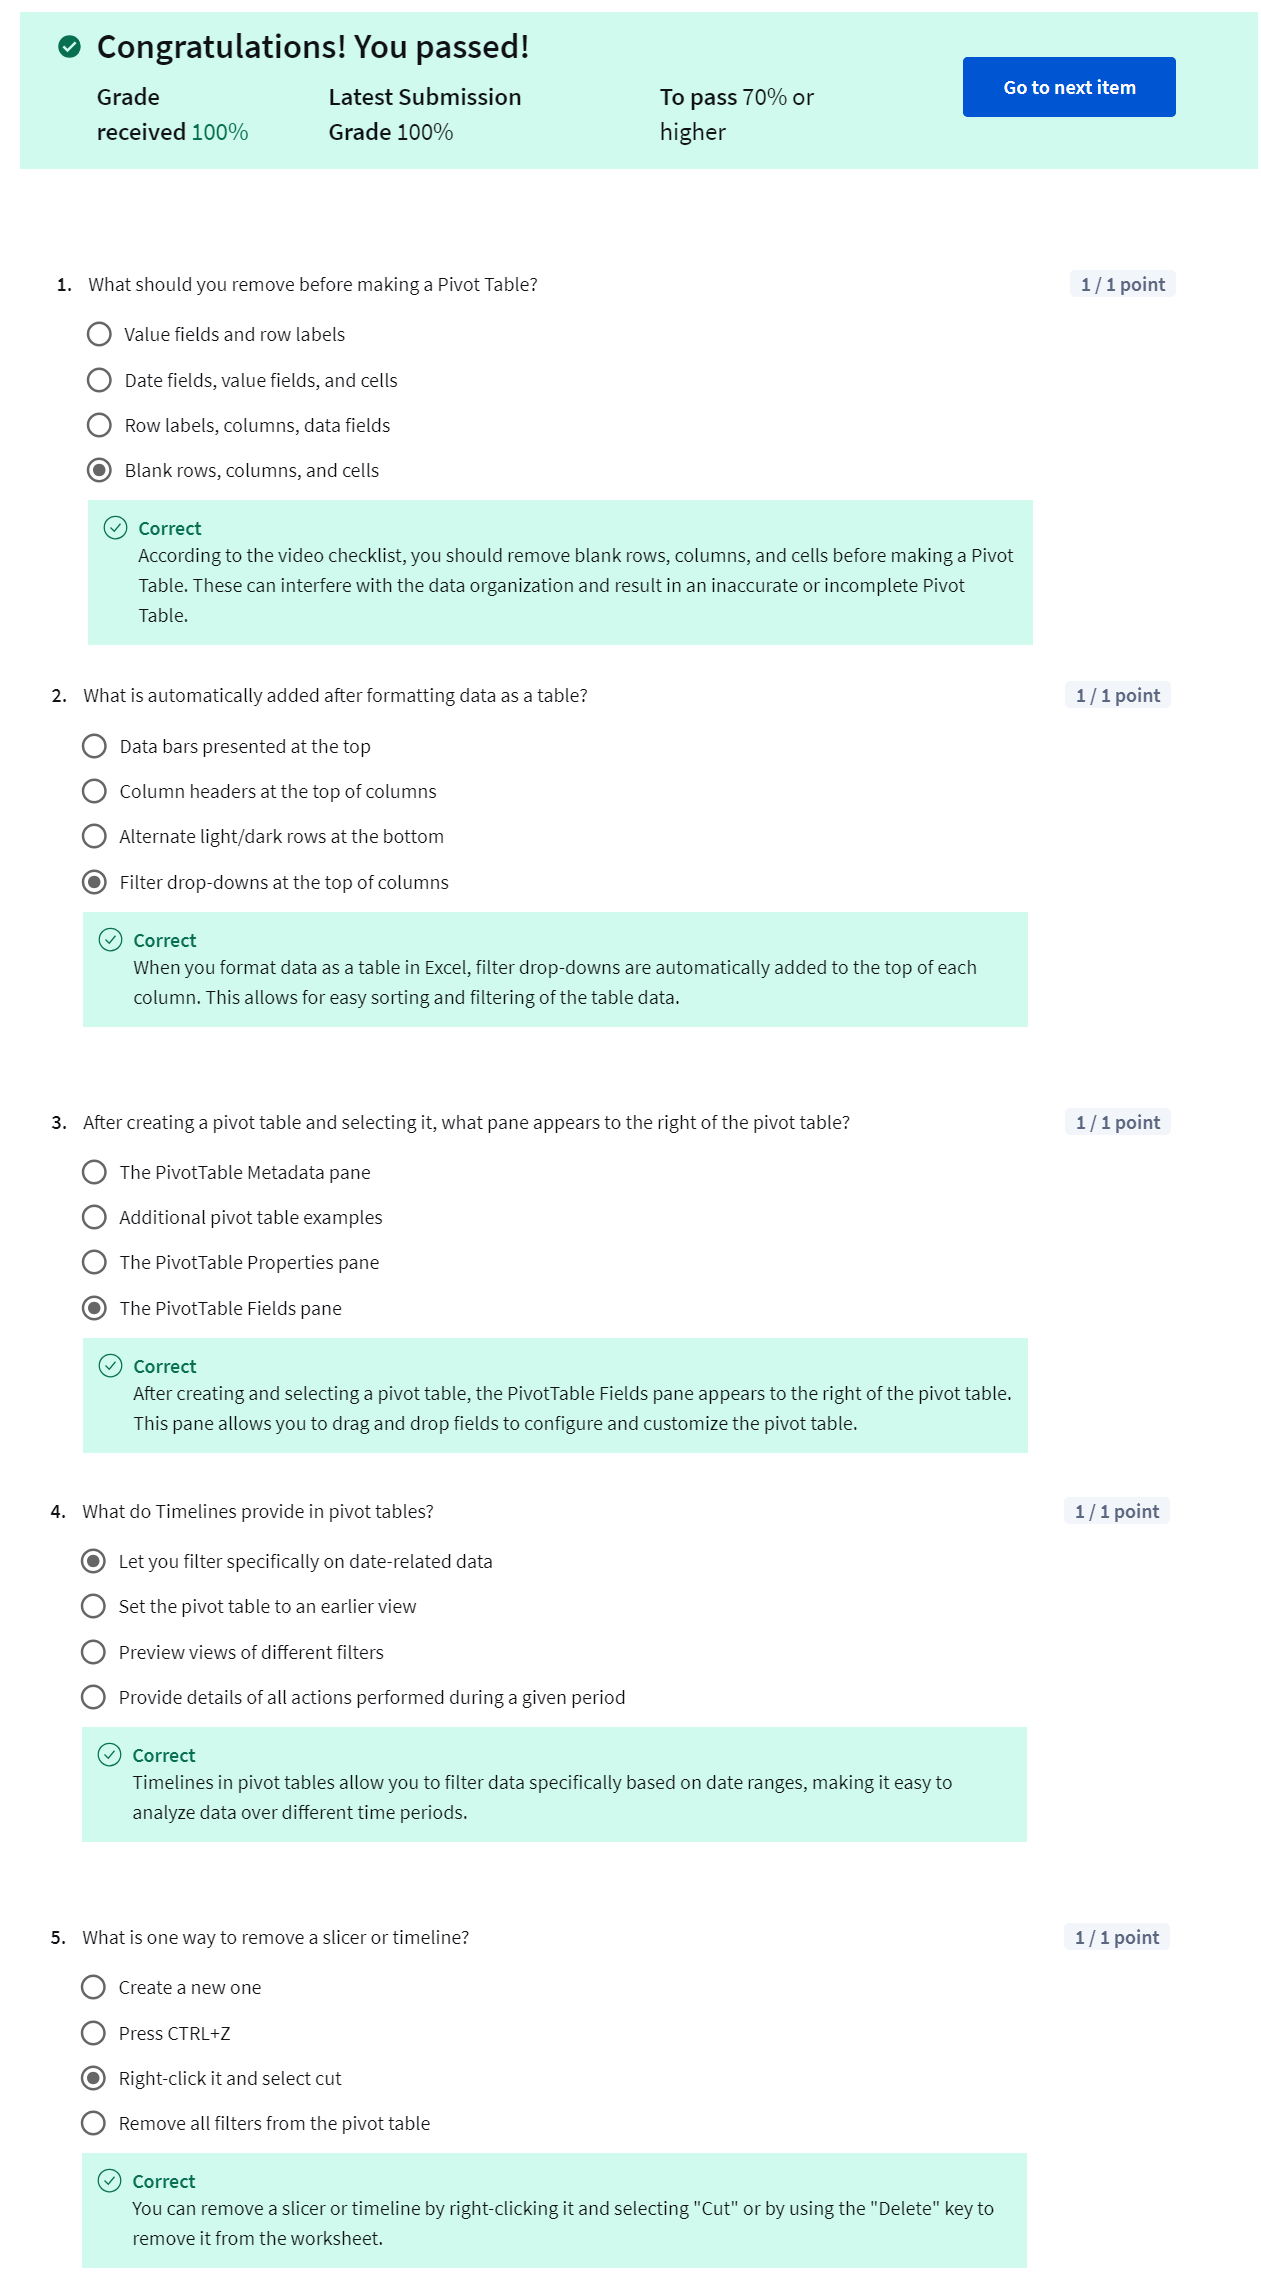 Congratulations! You passed!
Grade received 100%
Latest Submission Grade 100%
To pass 70% or higher
Go to next item
1. What should you remove before making a Pivot Table?
1 / 1 point
Value fields and row labels
Date fields, value fields, and cells
Row labels, columns, data fields
Blank rows, columns, and cells
Correct
According to the video checklist, you should remove blank rows, columns, and cells before making a Pivot
Table. These can interfere with the data organization and result in an inaccurate or incomplete Pivot
Table.
2. What is automatically added after formatting data as a table?
1 / 1 point
Data bars presented at the top
Column headers at the top of columns
Alternate light/dark rows at the bottom
Filter drop-downs at the top of columns
Correct
When you format data as a table in Excel, filter drop-downs are automatically added to the top of each
column. This allows for easy sorting and filtering of the table data.
3. After creating a pivot table and selecting it, what pane appears to the right of the pivot table?
1 / 1 point
The PivotTable Metadata pane
Additional pivot table examples
The PivotTable Properties pane
The PivotTable Fields pane
Correct
After creating and selecting a pivot table, the PivotTable Fields pane appears to the right of the pivot table.
This pane allows you to drag and drop fields to configure and customize the pivot table.
4. What do Timelines provide in pivot tables?
1 / 1 point
Let you filter specifically on date-related data
Set the pivot table to an earlier view
Preview views of different filters
Provide details of all actions performed during a given period
Correct
Timelines in pivot tables allow you to filter data specifically based on date ranges, making it easy to
analyze data over different time periods.
5. What is one way to remove a slicer or timeline?
1 / 1 point
Create a new one
Press CTRL+Z
Right-click it and select cut
Remove all filters from the pivot table
Correct
You can remove a slicer or timeline by right-clicking it and selecting "Cut" or by using the "Delete" key to
remove it from the worksheet.